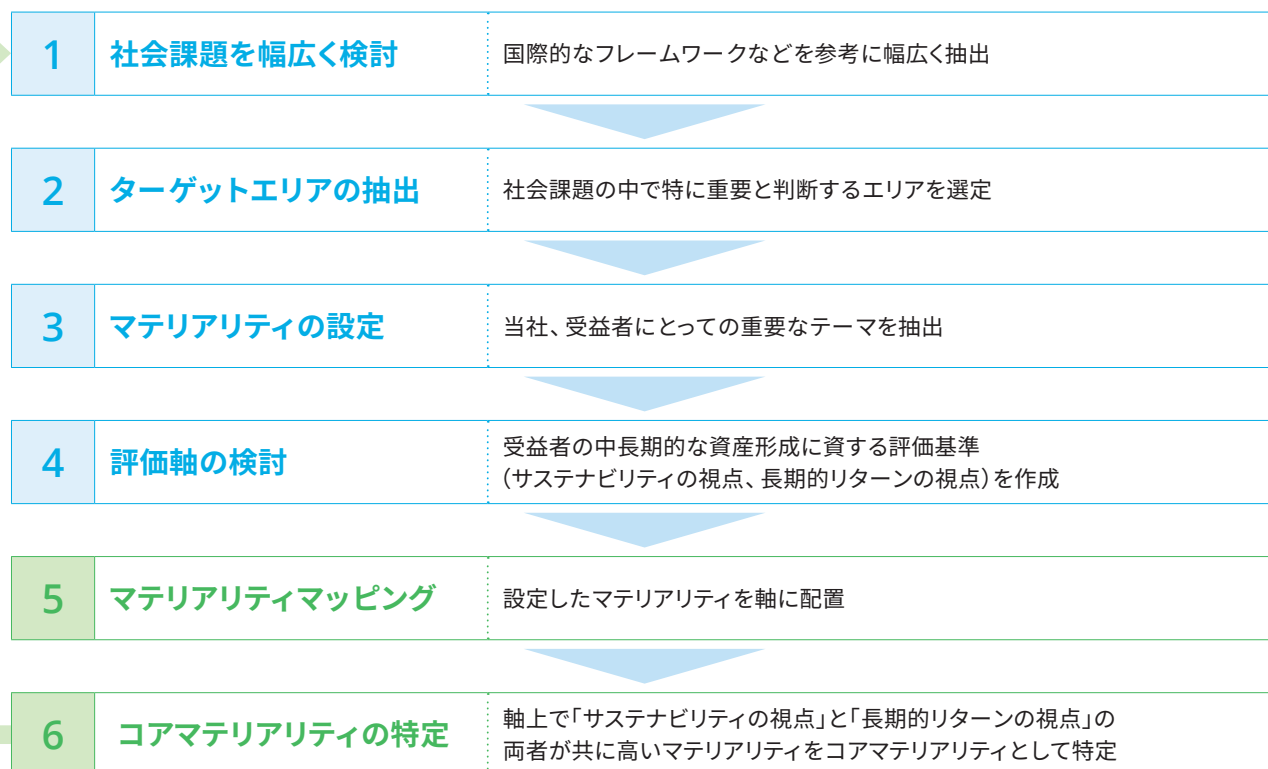 1 社会課題を幅広く検討 国際的なフレームワークなどを参考に幅広く抽出
2 ターゲットエリアの抽出 社会課題の中で特に重要と判断するエリアを選定
3 マテリアリティの設定 当社、受益者にとっての重要なテーマを抽出
4 評価軸の検討 受益者の中長期的な資産形成に資する評価基準
（サステナビリティの視点、長期的リターンの視点）を作成
5 マテリアリティマッピング 設定したマテリアリティを軸に配置
6 コアマテリアリティの特定 軸上で「サステナビリティの視点」と「長期的リターンの視点」の
両者が共に高いマテリアリティをコアマテリアリティとして特定